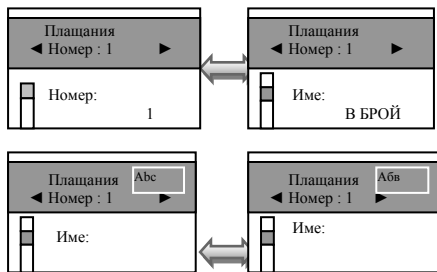 Плащания
◄ Номер : 1 ►
Номер:
1
Плащания
◄ Номер : 1 ►
Име:
В БРОЙ
Плащания
Abc
◄ Номер : 1 ►
Име:
Плащания
Абв
◄ Номер : 1 ►
Име: